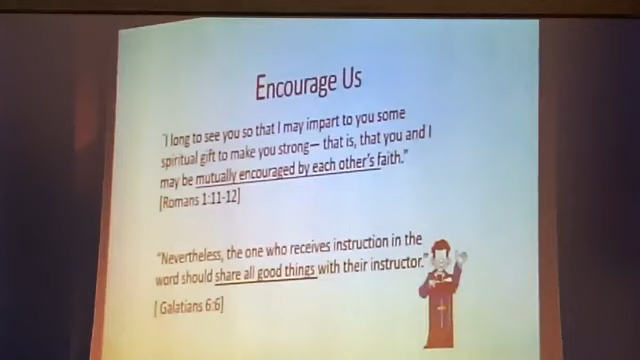 Encourage Us
"I long to see you so that I may impart to you some
spiritual gift to make you strong– that is, that you and I
may be mutually encouraged by each other's faith."
[Romans 1:11-12]
"Nevertheless, the one who receives instruction in the
word should share all good things with their instructor."
[ Galatians 6:6]